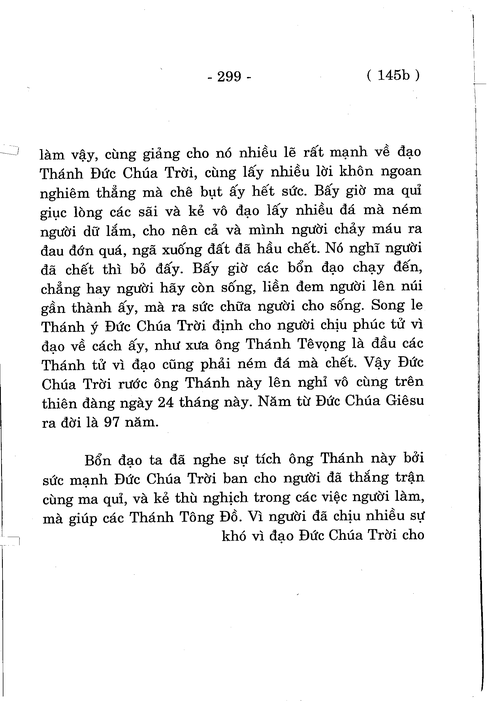 - 299 - ( 145b )
làm vậy, cùng giảng cho nó nhiều lẽ rất mạnh về đạo
Thánh Đức Chúa Trời, cùng lấy nhiều lời khôn ngoan
nghiêm thẳng mà chê bụt ấy hết sức. Bấy giờ ma quỉ
giục lòng các sãi và kẻ vô đạo lấy nhiều đá mà ném
người dữ lắm, cho nên cả và mình người chảy máu ra
đau đớn quá, ngã xuống đất đã hầu chết. Nó nghĩ người
đã chết thì bỏ đấy. Bấy giờ các bổn đạo chạy đến,
chẳng hay người hãy còn sống, liền đem người lên núi
gần thành ấy, mà ra sức chữa người cho sống. Song le
Thánh ý Đức Chúa Trời định cho người chịu phúc tử vì
đạo về cách ấy, như xưa ông Thánh Têvọng là đầu các
Thánh tử vì đạo cũng phải ném đá mà chết. Vậy Đức
Chúa Trời rước ông Thánh này lên nghỉ vô cùng trên
thiên đàng ngày 24 tháng này. Năm từ Đức Chúa Giêsu
ra đời là 97 năm.
Bổn đạo ta đã nghe sự tích ông Thánh này bởi
sức mạnh Đức Chúa Trời ban cho người đã thắng trận
cùng ma quỉ, và kẻ thù nghịch trong các việc người làm,
mà giúp các Thánh Tông Đồ. Vì người đã chịu nhiều sự
khó vì đạo Đức Chúa Trời cho